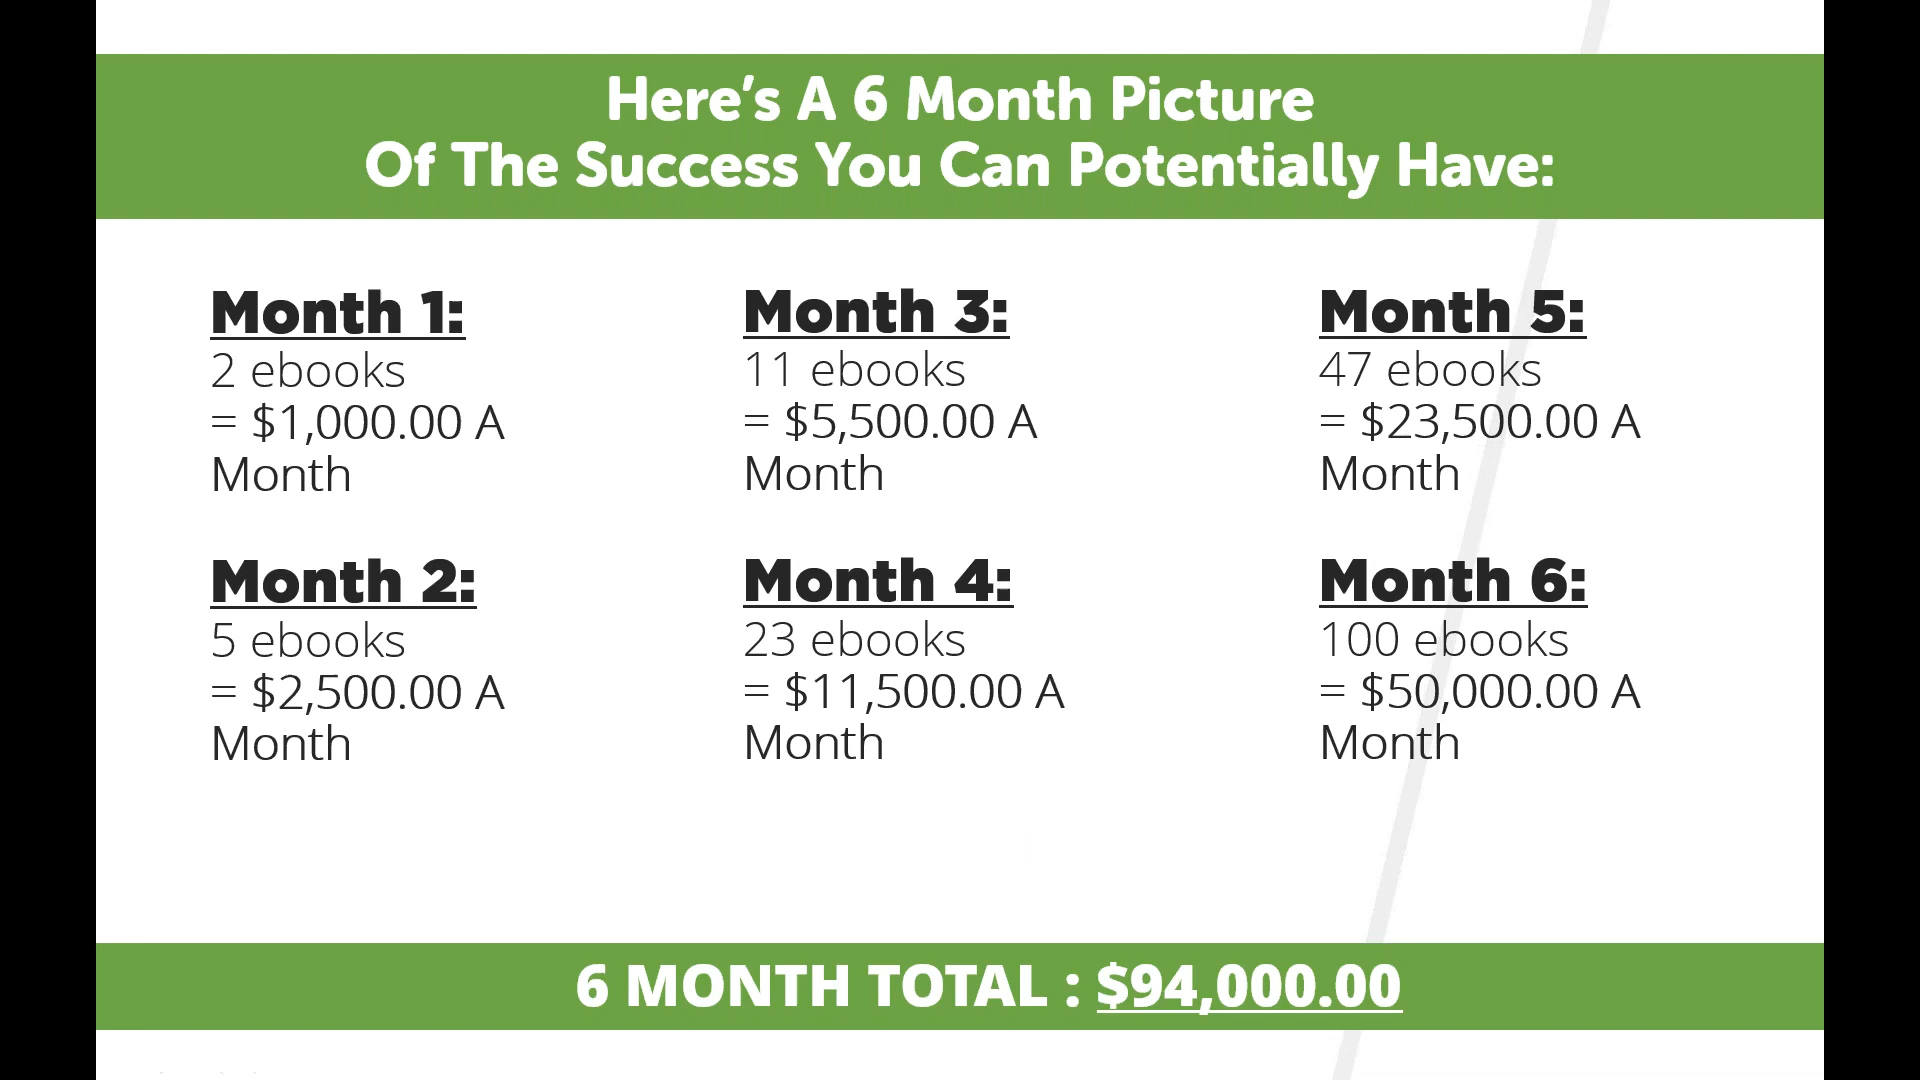 Here’s A 6 Month Picture
Of The Success You Can Potentially Have:
Month 1:
2 ebooks
= $1,000.00 A
Month
Month 2:
5 ebooks
= $2,500.00 A
Month
Month 3:
11 ebooks
= $5,500.00 A
Month
Month 4:
23 ebooks
= $11,500.00 A
Month
Month 5:
47 ebooks
= $23,500.00 A
Month
Month 6:
100 ebooks
= $50,000.00 A
Month
6 MONTH TOTAL : $94,000.00